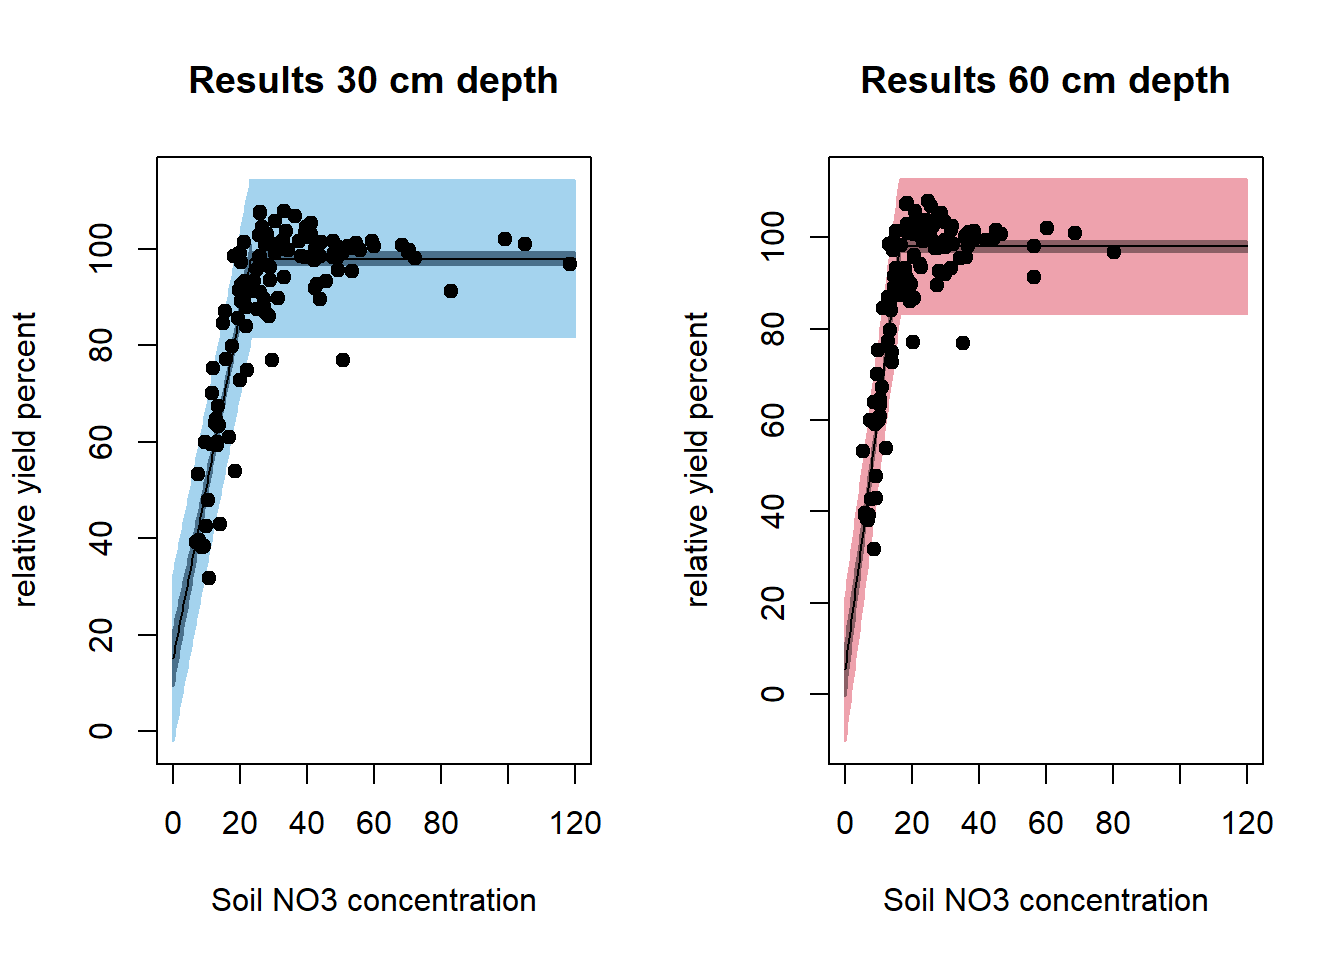 Results 30 cm depth
relative yield percent
100
80
60
40
20
0
0 20 40 60 80 120
Soil NO3 concentration
Results 60 cm depth
relative yield percent
100
80
60
40
20
0
0 20 40 60 80 120
Soil NO3 concentration